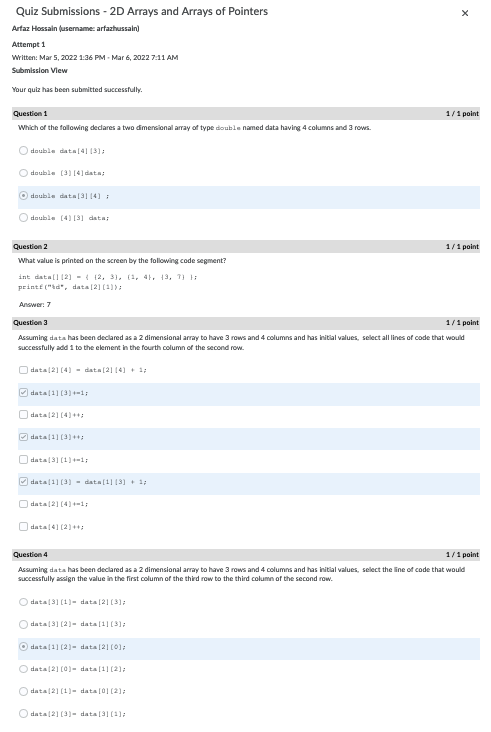 Quiz Submissions - 2D Arrays and Arrays of Pointers
Arfaz Hossain (username: arfazhussain)
Attempt 1
Written: Mar 5, 2022 1:36 PM - Mar 6, 2022 7:11 AM
Submission View
Your quiz has been submitted successfully.
Question 1 1 / 1 point
Which of the following declares a two dimensional array of type double named data having 4 columns and 3 rows.
double data[4][3];
double [3][4]data;
double data[3][4] ;
double [4][3] data;
Question 2 1 / 1 point
What value is printed on the screen by the following code segment?
int data[][2] = { {2, 3}, {1, 4}, {3, 7} };
printf("%d", data[2][1]);
Answer: 7
Question 3 1 / 1 point
Assuming data has been declared as a 2 dimensional array to have 3 rows and 4 columns and has initial values, select all lines of code that would
successfully add 1 to the element in the fourth column of the second row.
data[2][4] = data[2][4] + 1;
data[1][3]+=1;
data[2][4]++;
data[1][3]++;
data[3][1]+=1;
data[1][3] = data[1][3] + 1;
data[2][4]+=1;
data[4][2]++;
Question 4 1 / 1 point
Assuming data has been declared as a 2 dimensional array to have 3 rows and 4 columns and has initial values, select the line of code that would
successfully assign the value in the first column of the third row to the third column of the second row.
data[3][1]= data[2][3];
data[3][2]= data[1][3];
data[1][2]= data[2][0];
data[2][0]= data[1][2];
data[2][1]= data[0][2];
data[2][3]= data[3][1];